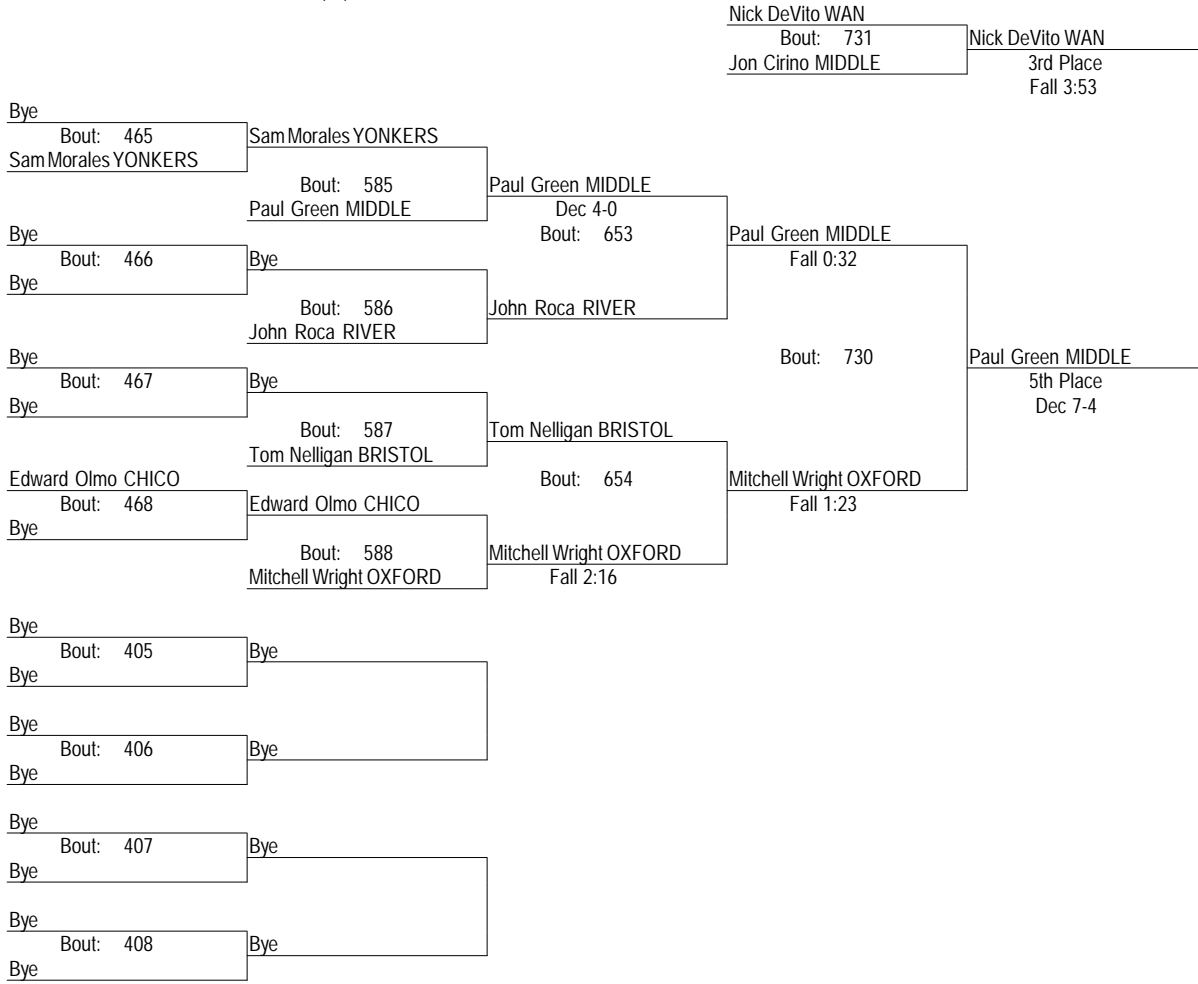 Nick DeVito WAN
Bout: 731
Nick DeVito WAN
Jon Cirino MIDDLE
3rd Place
Fall 3:53
Bye
Bout: 465
Sam Morales YONKERS
Sam Morales YONKERS
Bout: 585
Paul Green MIDDLE
Paul Green MIDDLE
Dec 4-0
Bye
Bout: 653
Paul Green MIDDLE
Bout: 466
Bye
Fall 0:32
Bye
Bout: 586
John Roca RIVER
John Roca RIVER
Bye
Bout: 730
Paul Green MIDDLE
Bout: 467
Bye
5th Place
Bye
Dec 7-4
Bout: 587
Tom Nelligan BRISTOL
Tom Nelligan BRISTOL
Edward Olmo CHICO
Bout: 654
Mitchell Wright OXFORD
Bout: 468
Edward Olmo CHICO
Fall 1:23
Bye
Bout: 588
Mitchell Wright OXFORD
Mitchell Wright OXFORD
Fall 2:16
Bye
Bout: 405
Bye
Bye
Bye
Bout: 406
Bye
Bye
Bye
Bout: 407
Bye
Bye
Bye
Bout: 408
Bye
Bye